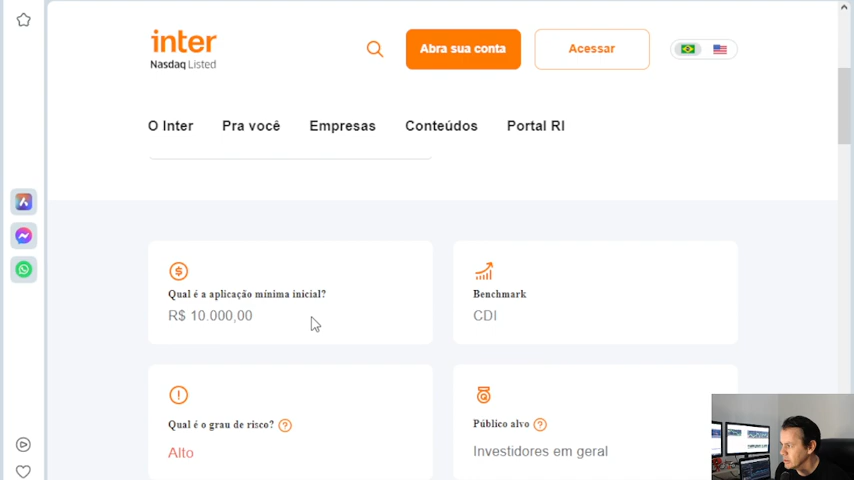 inter
Nasdaq Listed
Abra sua conta
Acessar
O Inter
Pra você
Empresas
Conteúdos
Portal RI
Qual é a aplicação mínima inicial?
R$ 10.000,00
Benchmark
CDI
Qual é o grau de risco? ?
Alto
Público alvo ?
Investidores em geral